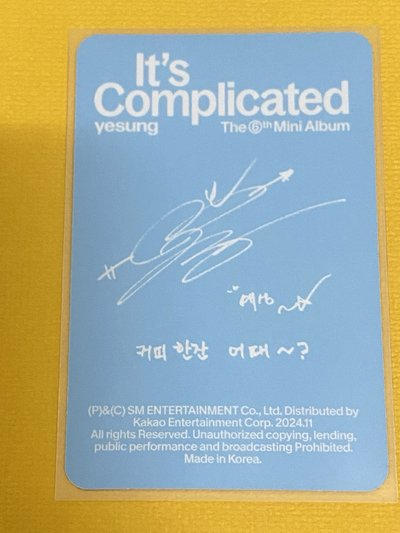 It's
Complicated
yesung The ⑥th Mini Album
예성
커피 한잔 어때~?
(P)&(C) SM ENTERTAINMENT Co., Ltd. Distributed by
Kakao Entertainment Corp. 2024.11
All rights Reserved. Unauthorized copying, lending,
public performance and broadcasting Prohibited.
Made in Korea.